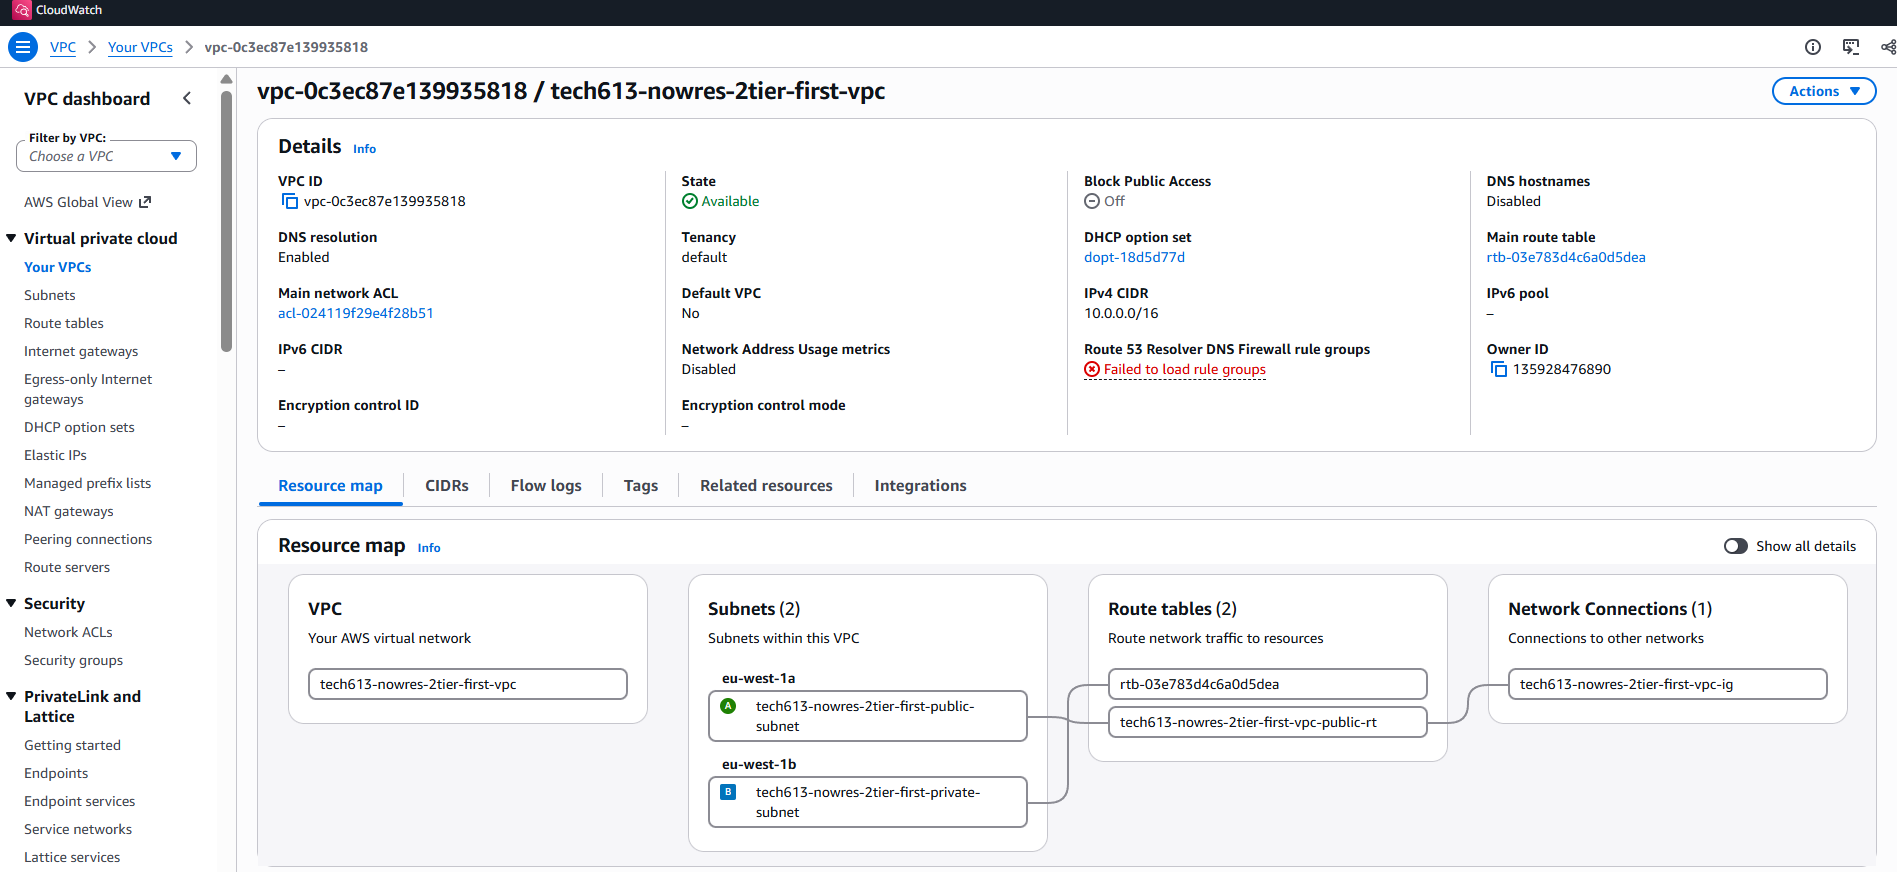 CloudWatch
VPC
Your VPCs
vpc-0c3ec87e139935818
VPC dashboard
Filter by VPC:
Choose a VPC
AWS Global View
Virtual private cloud
Your VPCs
Subnets
Route tables
Internet gateways
Egress-only Internet
gateways
DHCP option sets
Elastic IPs
Managed prefix lists
NAT gateways
Peering connections
Route servers
Security
Network ACLs
Security groups
PrivateLink and
Lattice
Getting started
Endpoints
Endpoint services
Service networks
Lattice services
vpc-0c3ec87e139935818 / tech613-nowres-2tier-first-vpc
Actions
Details Info
VPC ID
vpc-0c3ec87e139935818
State
Available
Block Public Access
Off
DNS hostnames
Disabled
DNS resolution
Enabled
Tenancy
default
DHCP option set
dopt-18d5d77d
Main route table
rtb-03e783d4c6a0d5dea
Main network ACL
acl-024119f29e4f28b51
Default VPC
No
IPv4 CIDR
10.0.0.0/16
IPv6 pool
–
IPv6 CIDR
–
Network Address Usage metrics
Disabled
Route 53 Resolver DNS Firewall rule groups
Failed to load rule groups
Owner ID
135928476890
Encryption control ID
–
Encryption control mode
–
Resource map
CIDRs
Flow logs
Tags
Related resources
Integrations
Resource map Info
Show all details
VPC
Your AWS virtual network
tech613-nowres-2tier-first-vpc
Subnets (2)
Subnets within this VPC
eu-west-1a
A
tech613-nowres-2tier-first-public-
subnet
eu-west-1b
B
tech613-nowres-2tier-first-private-
subnet
Route tables (2)
Route network traffic to resources
rtb-03e783d4c6a0d5dea
tech613-nowres-2tier-first-vpc-public-rt
Network Connections (1)
Connections to other networks
tech613-nowres-2tier-first-vpc-ig